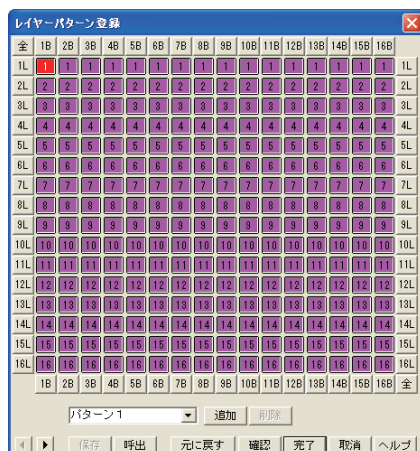 レイヤーパターン登録
全 1B 2B 3B 4B 5B 6B 7B 8B 9B 10B 11B 12B 13B 14B 15B 16B
1L 1 1 1 1 1 1 1 1 1 1 1 1 1 1 1 1 1L
2L 2 2 2 2 2 2 2 2 2 2 2 2 2 2 2 2 2L
3L 3 3 3 3 3 3 3 3 3 3 3 3 3 3 3 3 3L
4L 4 4 4 4 4 4 4 4 4 4 4 4 4 4 4 4 4L
5L 5 5 5 5 5 5 5 5 5 5 5 5 5 5 5 5 5L
6L 6 6 6 6 6 6 6 6 6 6 6 6 6 6 6 6 6L
7L 7 7 7 7 7 7 7 7 7 7 7 7 7 7 7 7 7L
8L 8 8 8 8 8 8 8 8 8 8 8 8 8 8 8 8 8L
9L 9 9 9 9 9 9 9 9 9 9 9 9 9 9 9 9 9L
10L 10 10 10 10 10 10 10 10 10 10 10 10 10 10 10 10 10L
11L 11 11 11 11 11 11 11 11 11 11 11 11 11 11 11 11 11L
12L 12 12 12 12 12 12 12 12 12 12 12 12 12 12 12 12 12L
13L 13 13 13 13 13 13 13 13 13 13 13 13 13 13 13 13 13L
14L 14 14 14 14 14 14 14 14 14 14 14 14 14 14 14 14 14L
15L 15 15 15 15 15 15 15 15 15 15 15 15 15 15 15 15 15L
16L 16 16 16 16 16 16 16 16 16 16 16 16 16 16 16 16 16L
1B 2B 3B 4B 5B 6B 7B 8B 9B 10B 11B 12B 13B 14B 15B 16B 全
パターン1 追加 削除
保存 呼出 元に戻す 確認 完了 取消 ヘルプ